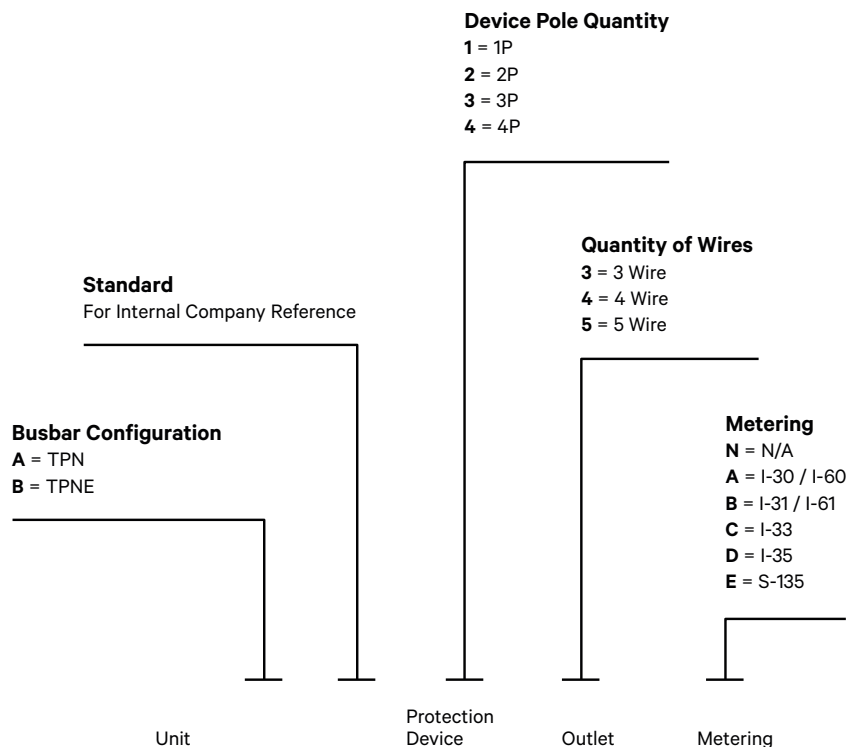 Device Pole Quantity
1 = 1P
2 = 2P
3 = 3P
4 = 4P
Quantity of Wires
3 = 3 Wire
4 = 4 Wire
5 = 5 Wire
Standard
For Internal Company Reference
Busbar Configuration
A = TPN
B = TPNE
Metering
N = N/A
A = I-30 / I-60
B = I-31 / I-61
C = I-33
D = I-35
E = S-135
Unit
Protection
Device
Outlet
Metering